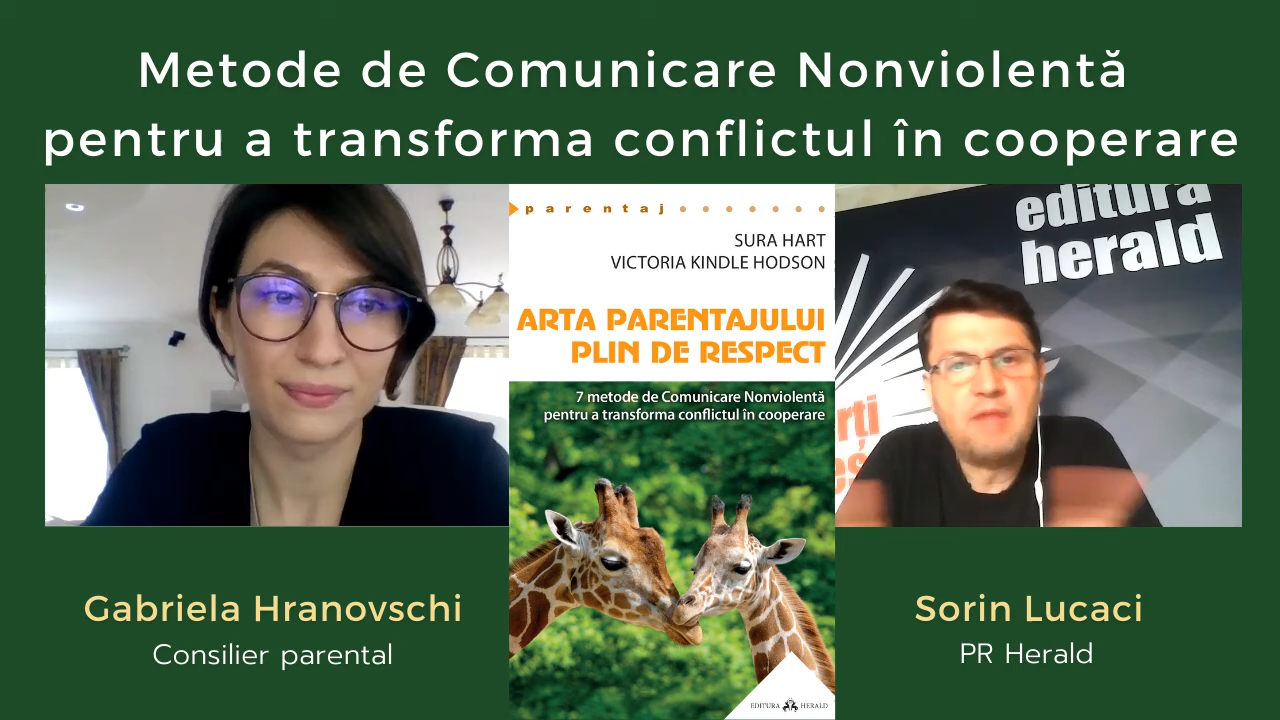 Metode de Comunicare Nonviolentă
pentru a transforma conflictul în cooperare
parentaj
SURA HART
VICTORIA KINDLE HODSON
ARTA PARENTAJULUI
PLIN DE RESPECT
7 metode de Comunicare Nonviolentă
pentru a transforma conflictul în cooperare
EDITURA HERALD
editura
herald
Gabriela Hranovschi
Consilier parental
Sorin Lucaci
PR Herald